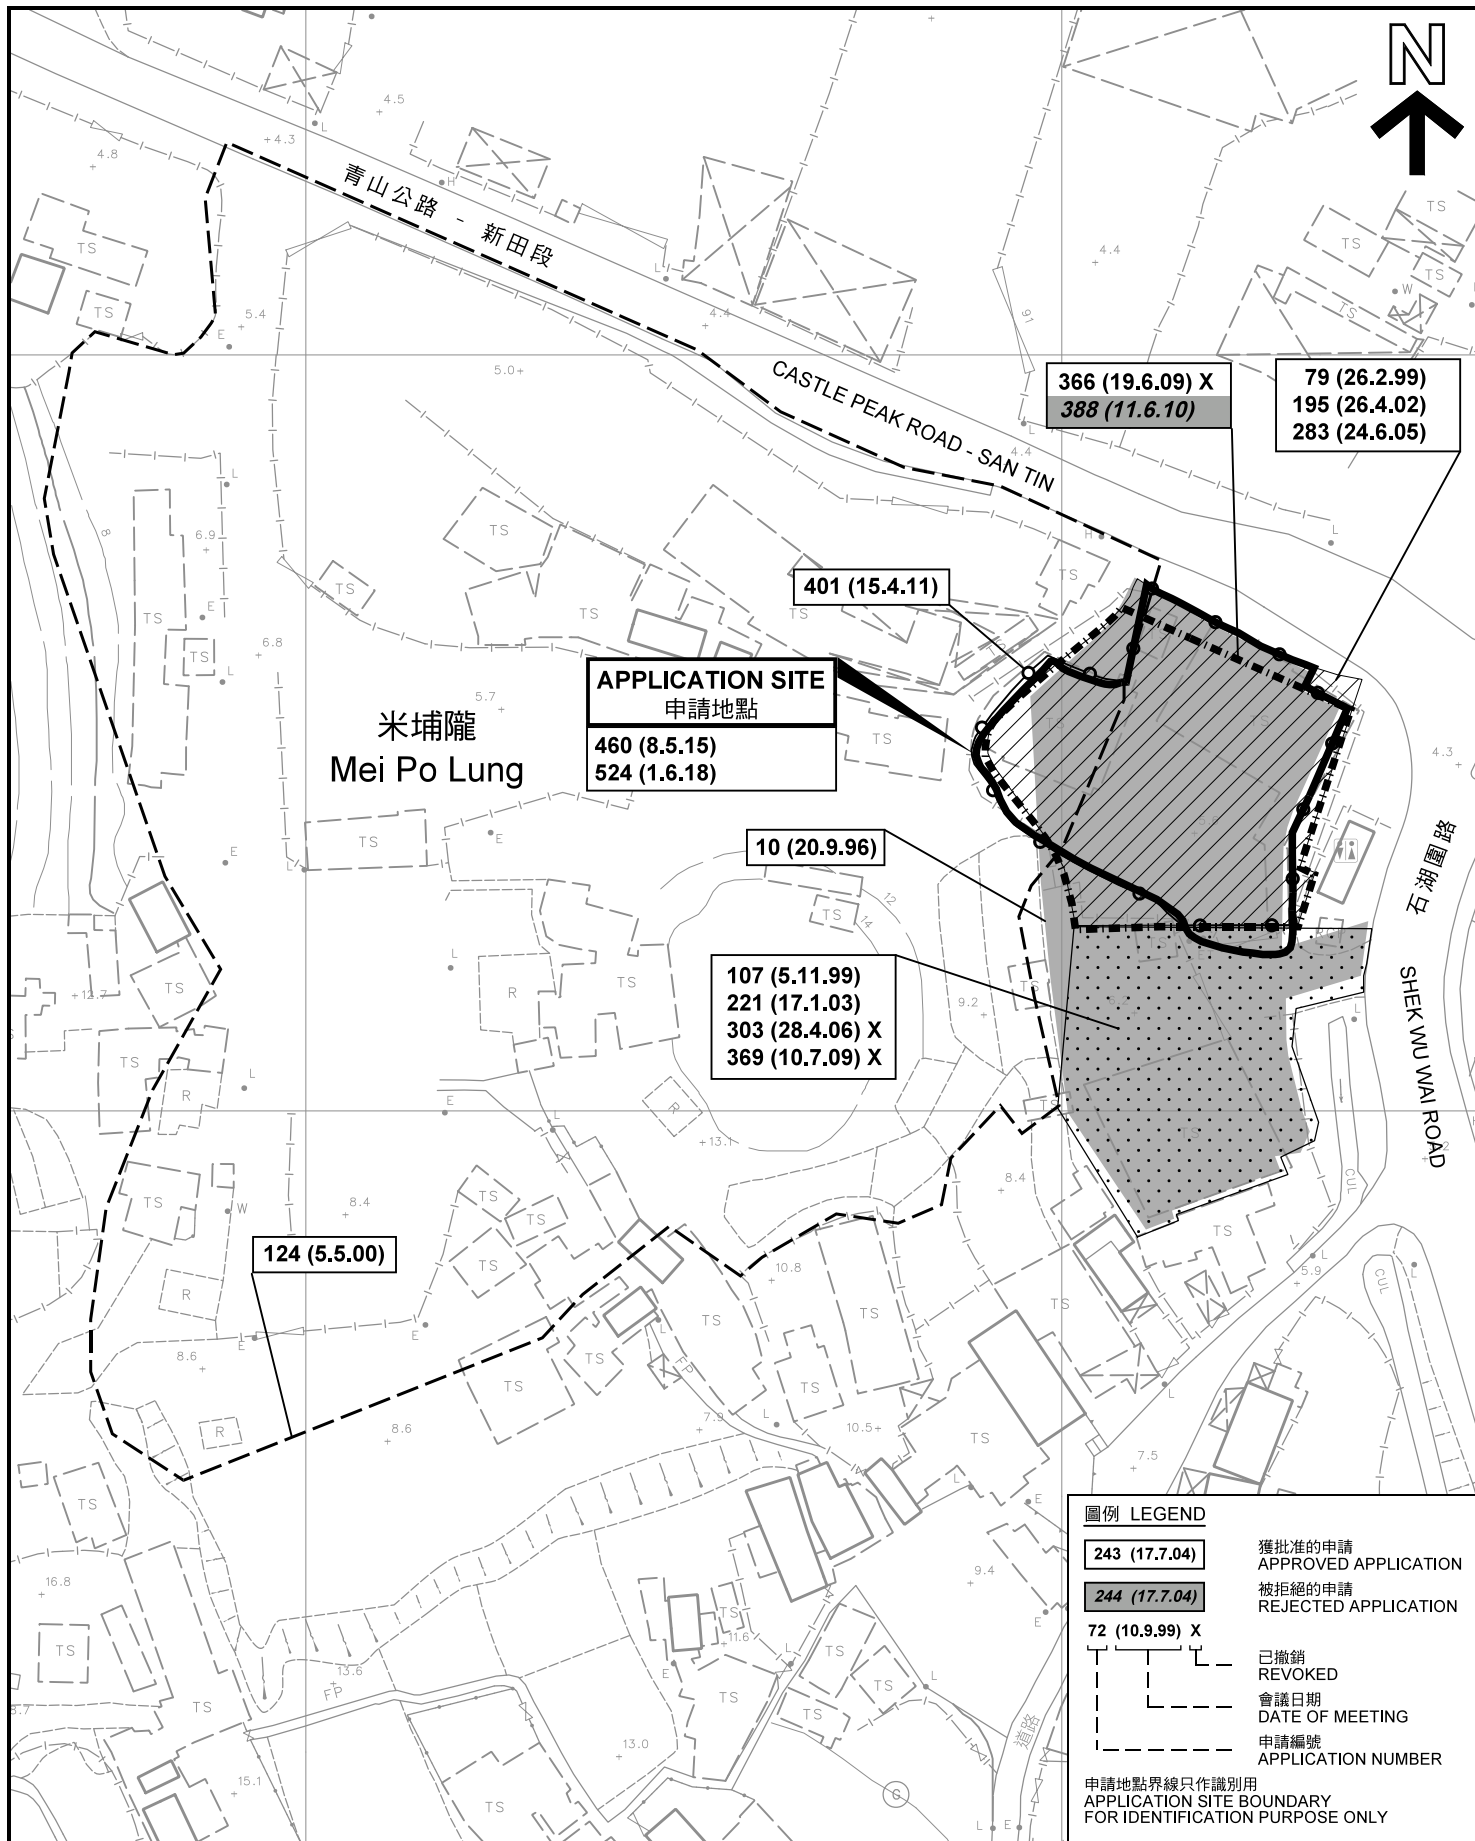 N
青山公路 - 新田段
CASTLE PEAK ROAD - SAN TIN
366 (19.6.09) X
388 (11.6.10)
79 (26.2.99)
195 (26.4.02)
283 (24.6.05)
401 (15.4.11)
APPLICATION SITE
申請地點
460 (8.5.15)
524 (1.6.18)
米埔隴
Mei Po Lung
10 (20.9.96)
石湖圍路
SHEK WU WAI ROAD
107 (5.11.99)
221 (17.1.03)
303 (28.4.06) X
369 (10.7.09) X
124 (5.5.00)
道路
圖例 LEGEND
243 (17.7.04)
獲批准的申請
APPROVED APPLICATION
244 (17.7.04)
被拒絕的申請
REJECTED APPLICATION
72 (10.9.99) X
已撤銷
REVOKED
會議日期
DATE OF MEETING
申請編號
APPLICATION NUMBER
申請地點界線只作識別用
APPLICATION SITE BOUNDARY
FOR IDENTIFICATION PURPOSE ONLY